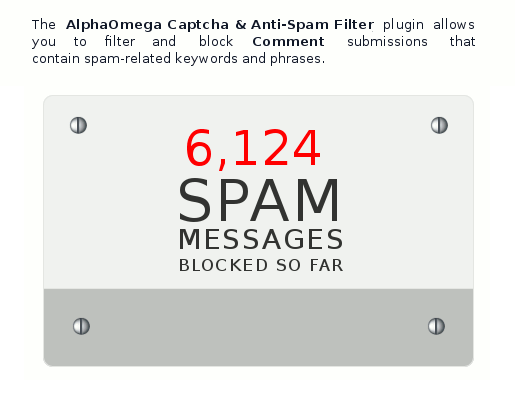 The AlphaOmega Captcha & Anti-Spam Filter plugin allows
you to filter and block Comment submissions that
contain spam-related keywords and phrases.
6,124
SPAM
MESSAGES
BLOCKED SO FAR